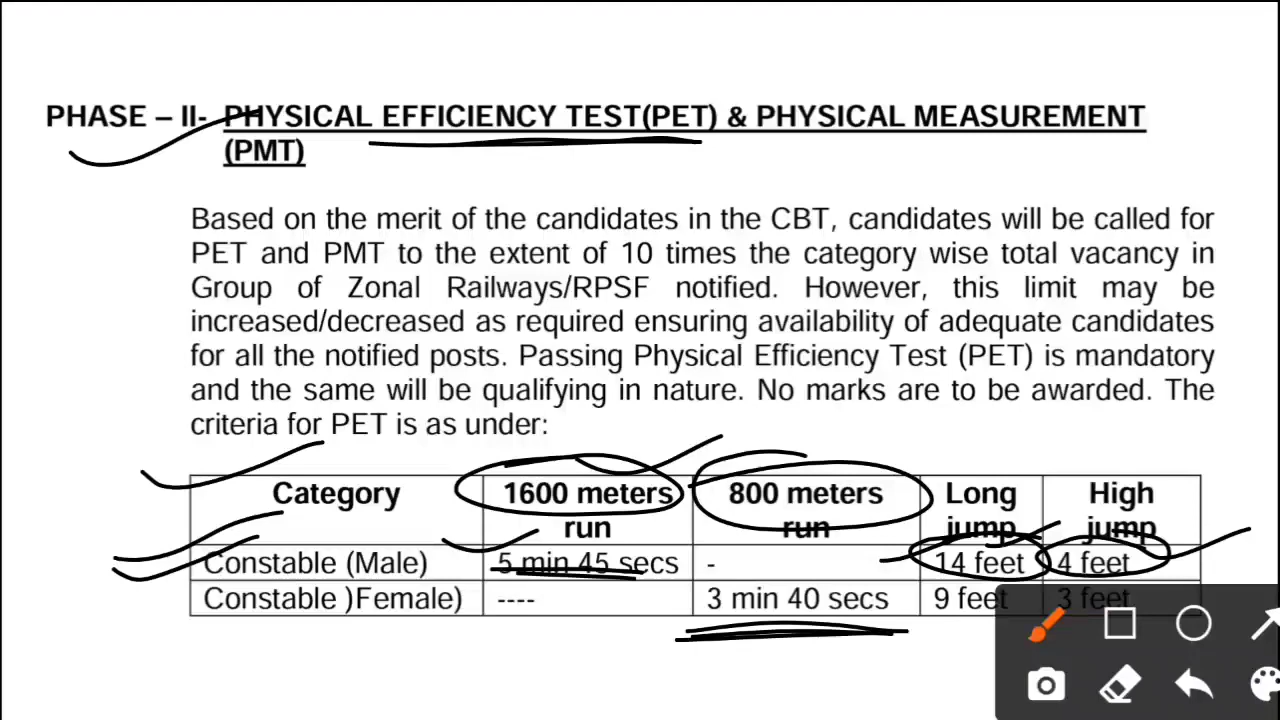 PHASE – II- PHYSICAL EFFICIENCY TEST(PET) & PHYSICAL MEASUREMENT
(PMT)
Based on the merit of the candidates in the CBT, candidates will be called for
PET and PMT to the extent of 10 times the category wise total vacancy in
Group of Zonal Railways/RPSF notified. However, this limit may be
increased/decreased as required ensuring availability of adequate candidates
for all the notified posts. Passing Physical Efficiency Test (PET) is mandatory
and the same will be qualifying in nature. No marks are to be awarded. The
criteria for PET is as under:
Category 1600 meters run 800 meters run Long jump High jump
Constable (Male) 5 min 45 secs - 14 feet 4 feet
Constable )Female) ---- 3 min 40 secs 9 feet 3 feet